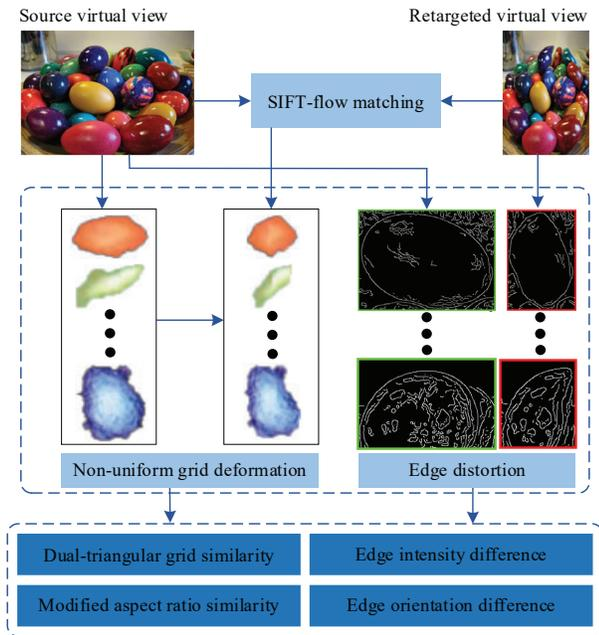 Source virtual view
Retargeted virtual view
SIFT-flow matching
Non-uniform grid deformation
Edge distortion
Dual-triangular grid similarity
Edge intensity difference
Modified aspect ratio similarity
Edge orientation difference